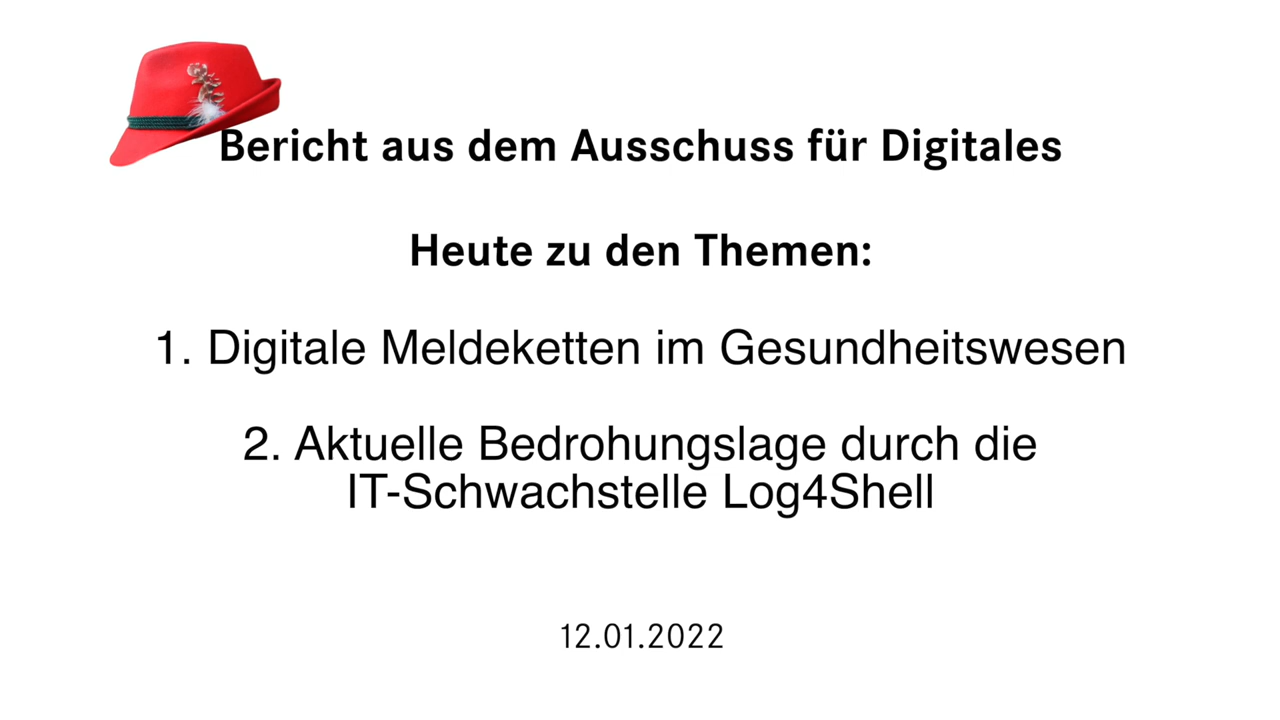 Bericht aus dem Ausschuss für Digitales
Heute zu den Themen:
1. Digitale Meldeketten im Gesundheitswesen
2. Aktuelle Bedrohungslage durch die
IT-Schwachstelle Log4Shell
12.01.2022